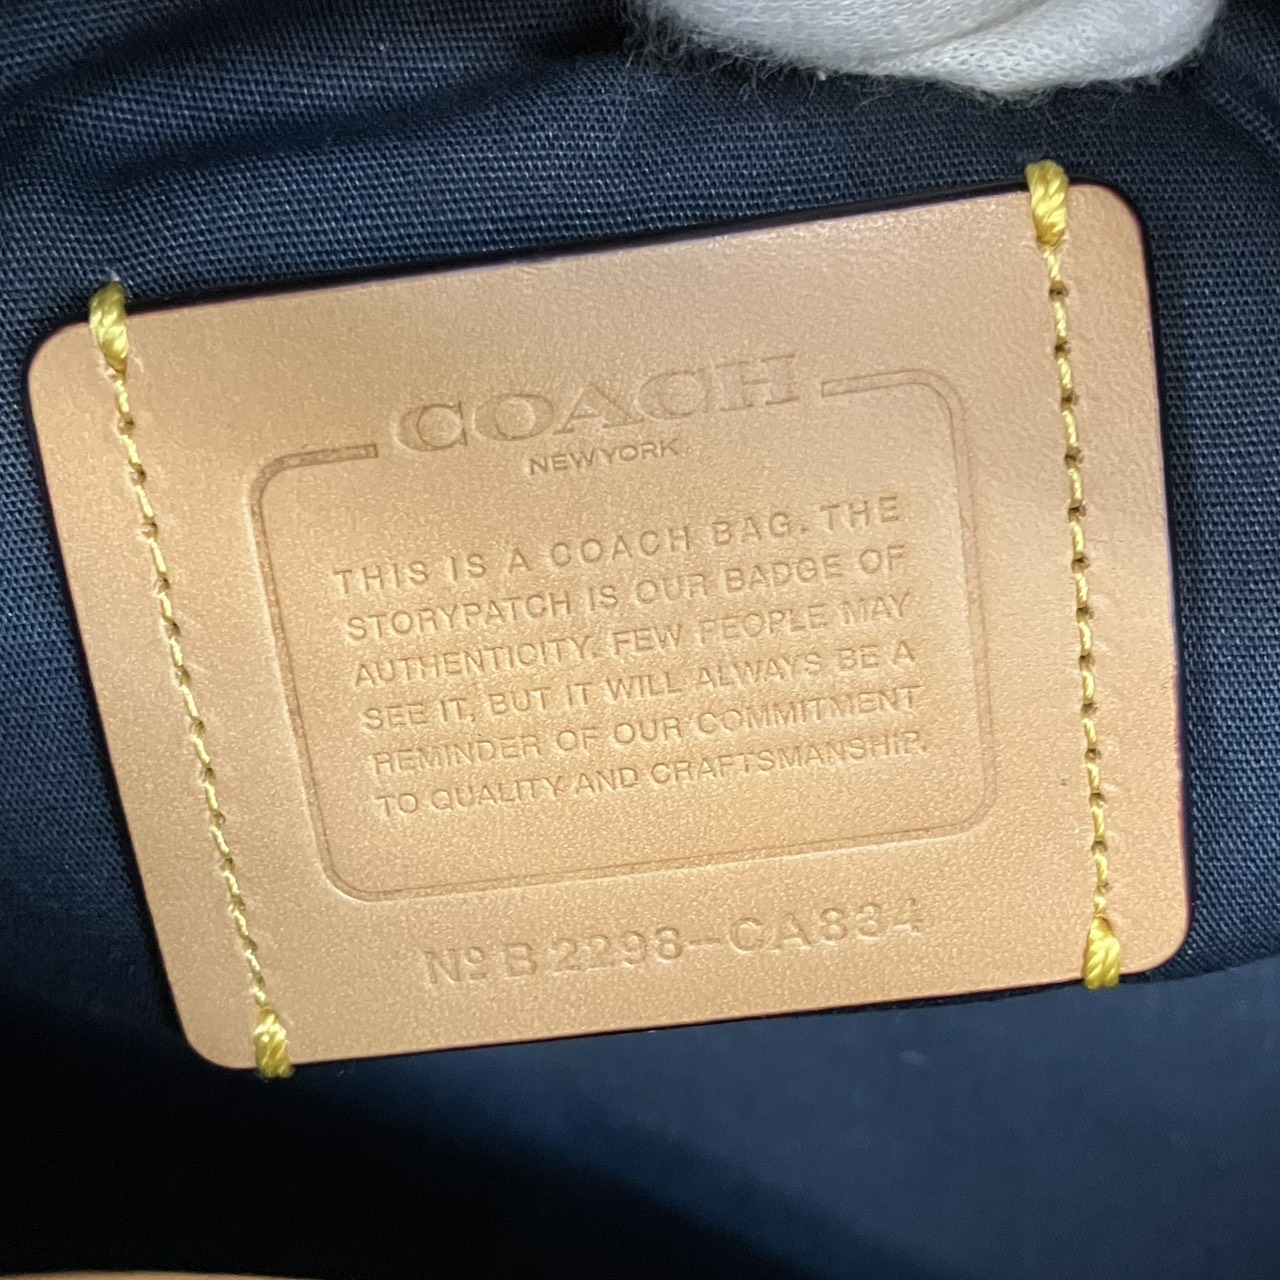 COACH
NEW YORK
THIS IS A COACH BAG. THE
STORYPATCH IS OUR BADGE OF
AUTHENTICITY. FEW PEOPLE MAY
SEE IT, BUT IT WILL ALWAYS BE A
REMINDER OF OUR COMMITMENT
TO QUALITY AND CRAFTSMANSHIP.
Nº B2298-CA834